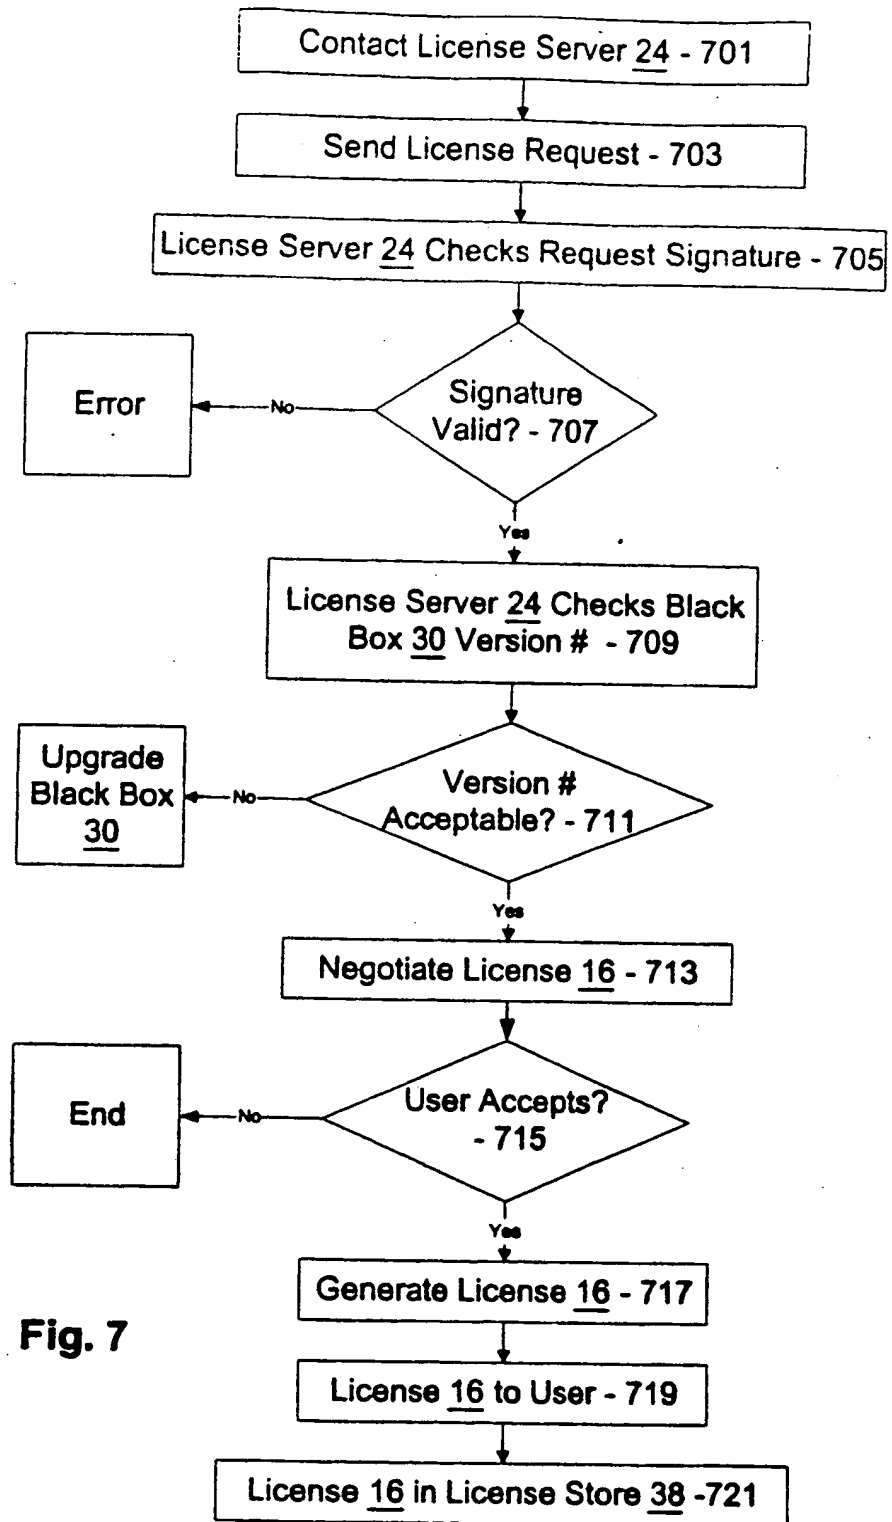 Contact License Server 24 - 701
Send License Request - 703
License Server 24 Checks Request Signature - 705
Signature
Valid? - 707
No
Error
Yes
License Server 24 Checks Black
Box 30 Version # - 709
Version #
Acceptable? - 711
No
Upgrade
Black Box
30
Yes
Negotiate License 16 - 713
User Accepts?
- 715
No
End
Yes
Generate License 16 - 717
License 16 to User - 719
License 16 in License Store 38 -721
Fig. 7